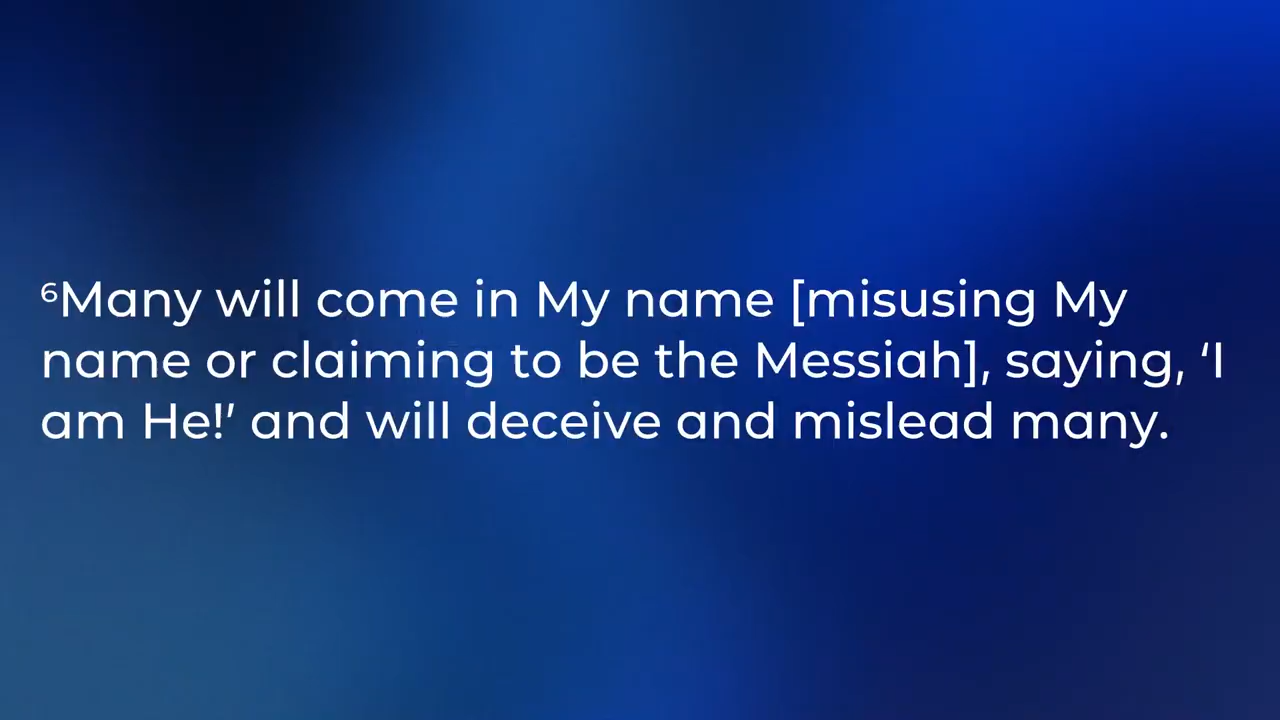 ⁶Many will come in My name [misusing My
name or claiming to be the Messiah], saying, ‘I
am He!’ and will deceive and mislead many.